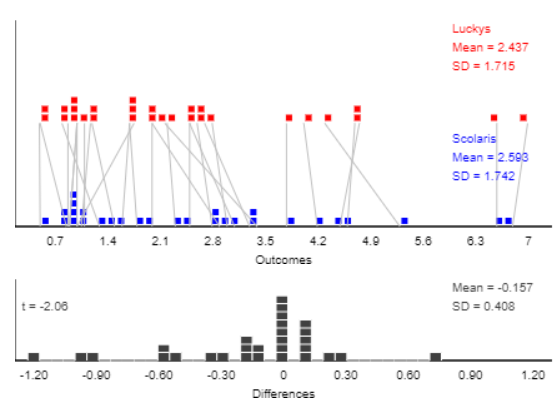 Luckys
Mean = 2.437
SD = 1.715
Scolaris
Mean = 2.593
SD = 1.742
0.7 1.4 2.1 2.8 3.5 4.2 4.9 5.6 6.3 7
Outcomes
Mean = -0.157
t = -2.06
SD = 0.408
-1.20 -0.90 -0.60 -0.30 0 0.30 0.60 0.90 1.20
Differences